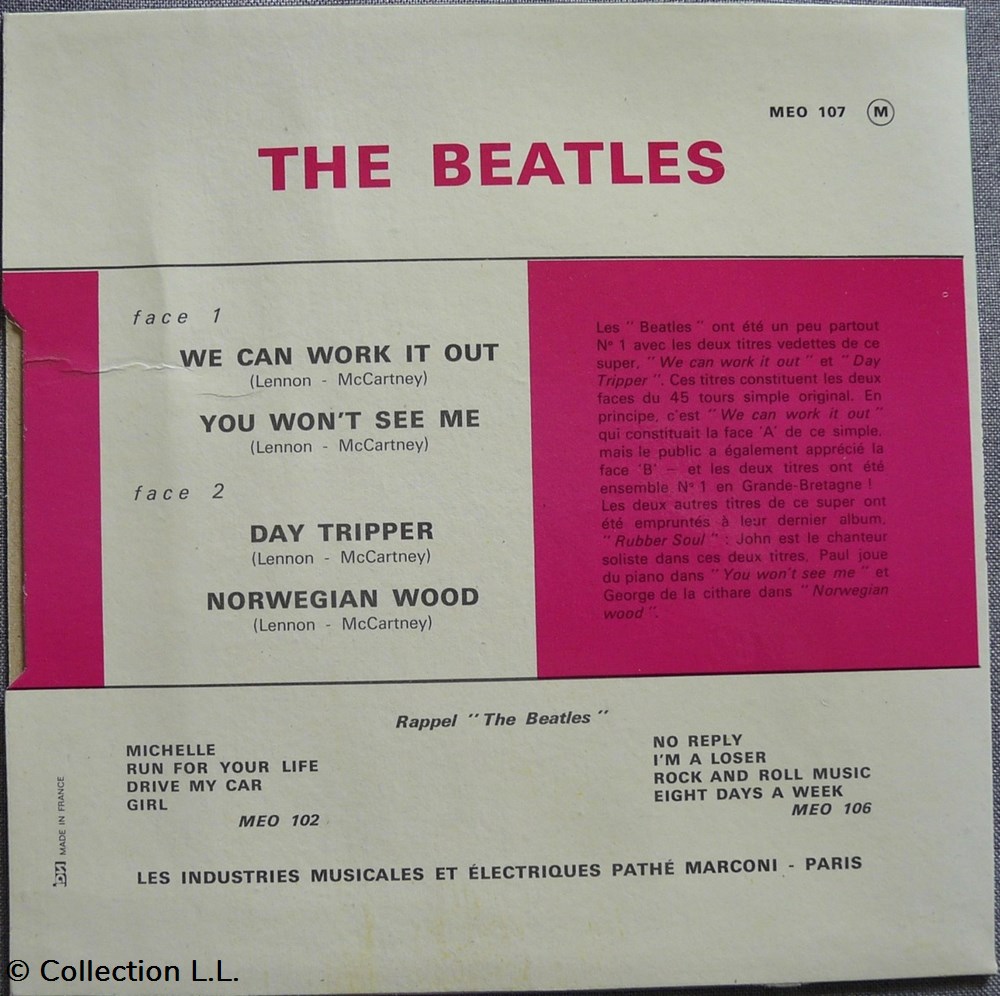 MEO 107 M
THE BEATLES
face 1
WE CAN WORK IT OUT
(Lennon - McCartney)
YOU WON'T SEE ME
(Lennon - McCartney)
face 2
DAY TRIPPER
(Lennon - McCartney)
NORWEGIAN WOOD
(Lennon - McCartney)
Les " Beatles " ont été un peu partout
N° 1 avec les deux titres vedettes de ce
super, " We can work it out " et " Day
Tripper ". Ces titres constituent les deux
faces du 45 tours simple original. En
principe, c'est " We can work it out "
qui constituait la face 'A' de ce simple,
mais le public a également apprécié la
face 'B' — et les deux titres ont été
ensemble N° 1 en Grande-Bretagne !
Les deux autres titres de ce super ont
été empruntés à leur dernier album,
" Rubber Soul " : John est le chanteur
soliste dans ces deux titres, Paul joue
du piano dans " You won't see me " et
George de la cithare dans " Norwegian
wood ".
Rappel " The Beatles "
MICHELLE
RUN FOR YOUR LIFE
DRIVE MY CAR
GIRL
MEO 102
NO REPLY
I'M A LOSER
ROCK AND ROLL MUSIC
EIGHT DAYS A WEEK
MEO 106
MADE IN FRANCE
LES INDUSTRIES MUSICALES ET ÉLECTRIQUES PATHÉ MARCONI - PARIS
© Collection L.L.